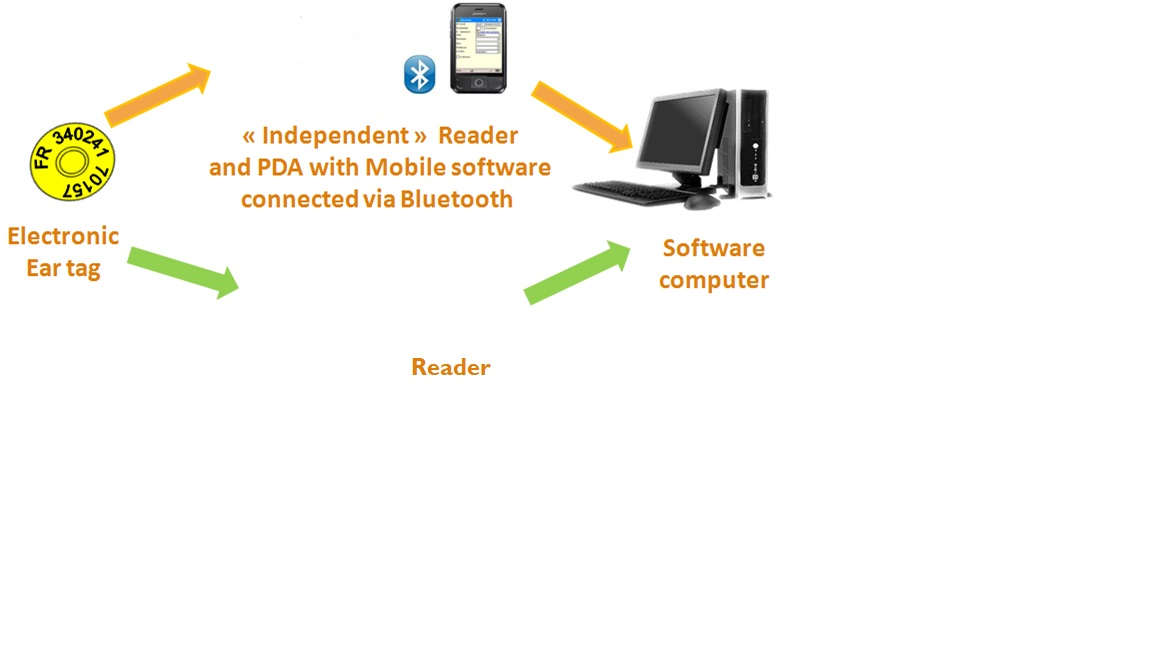 FR 340241
70157
« Independent » Reader
and PDA with Mobile software
connected via Bluetooth
Electronic
Ear tag
Software
computer
Reader